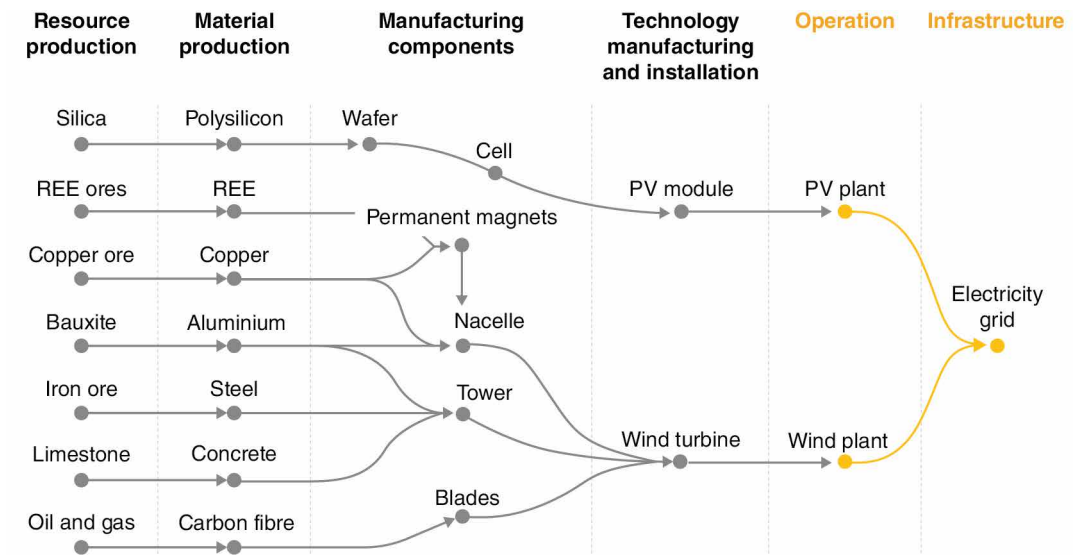 Resource production
Material production
Manufacturing components
Technology manufacturing and installation
Operation
Infrastructure
Silica
Polysilicon
Wafer
Cell
REE ores
REE
Permanent magnets
PV module
PV plant
Copper ore
Copper
Bauxite
Aluminium
Nacelle
Electricity grid
Iron ore
Steel
Tower
Limestone
Concrete
Wind turbine
Wind plant
Oil and gas
Carbon fibre
Blades